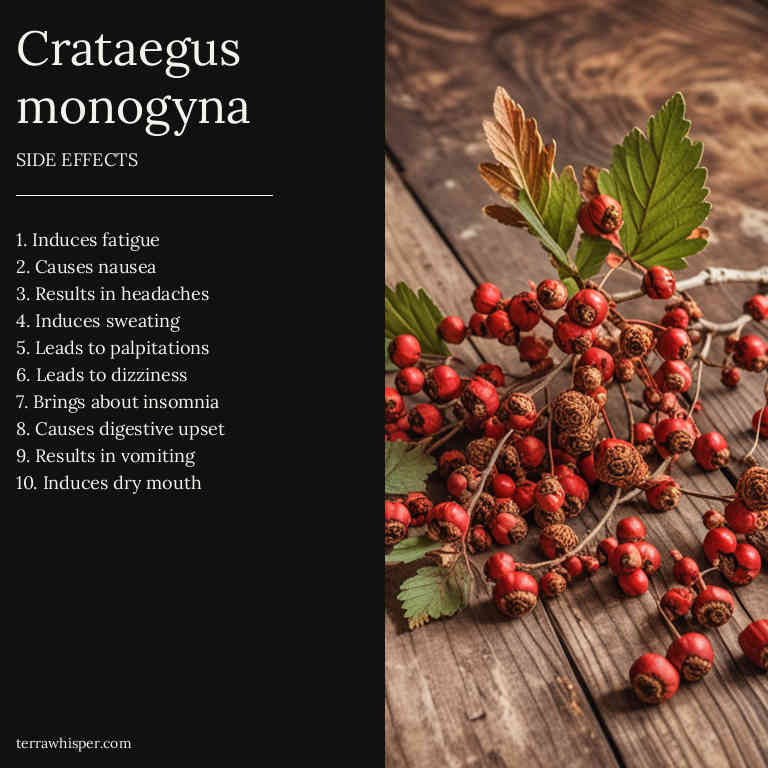 Crataegus
monogyna
SIDE EFFECTS
1. Induces fatigue
2. Causes nausea
3. Results in headaches
4. Induces sweating
5. Leads to palpitations
6. Leads to dizziness
7. Brings about insomnia
8. Causes digestive upset
9. Results in vomiting
10. Induces dry mouth
terrawhisper.com